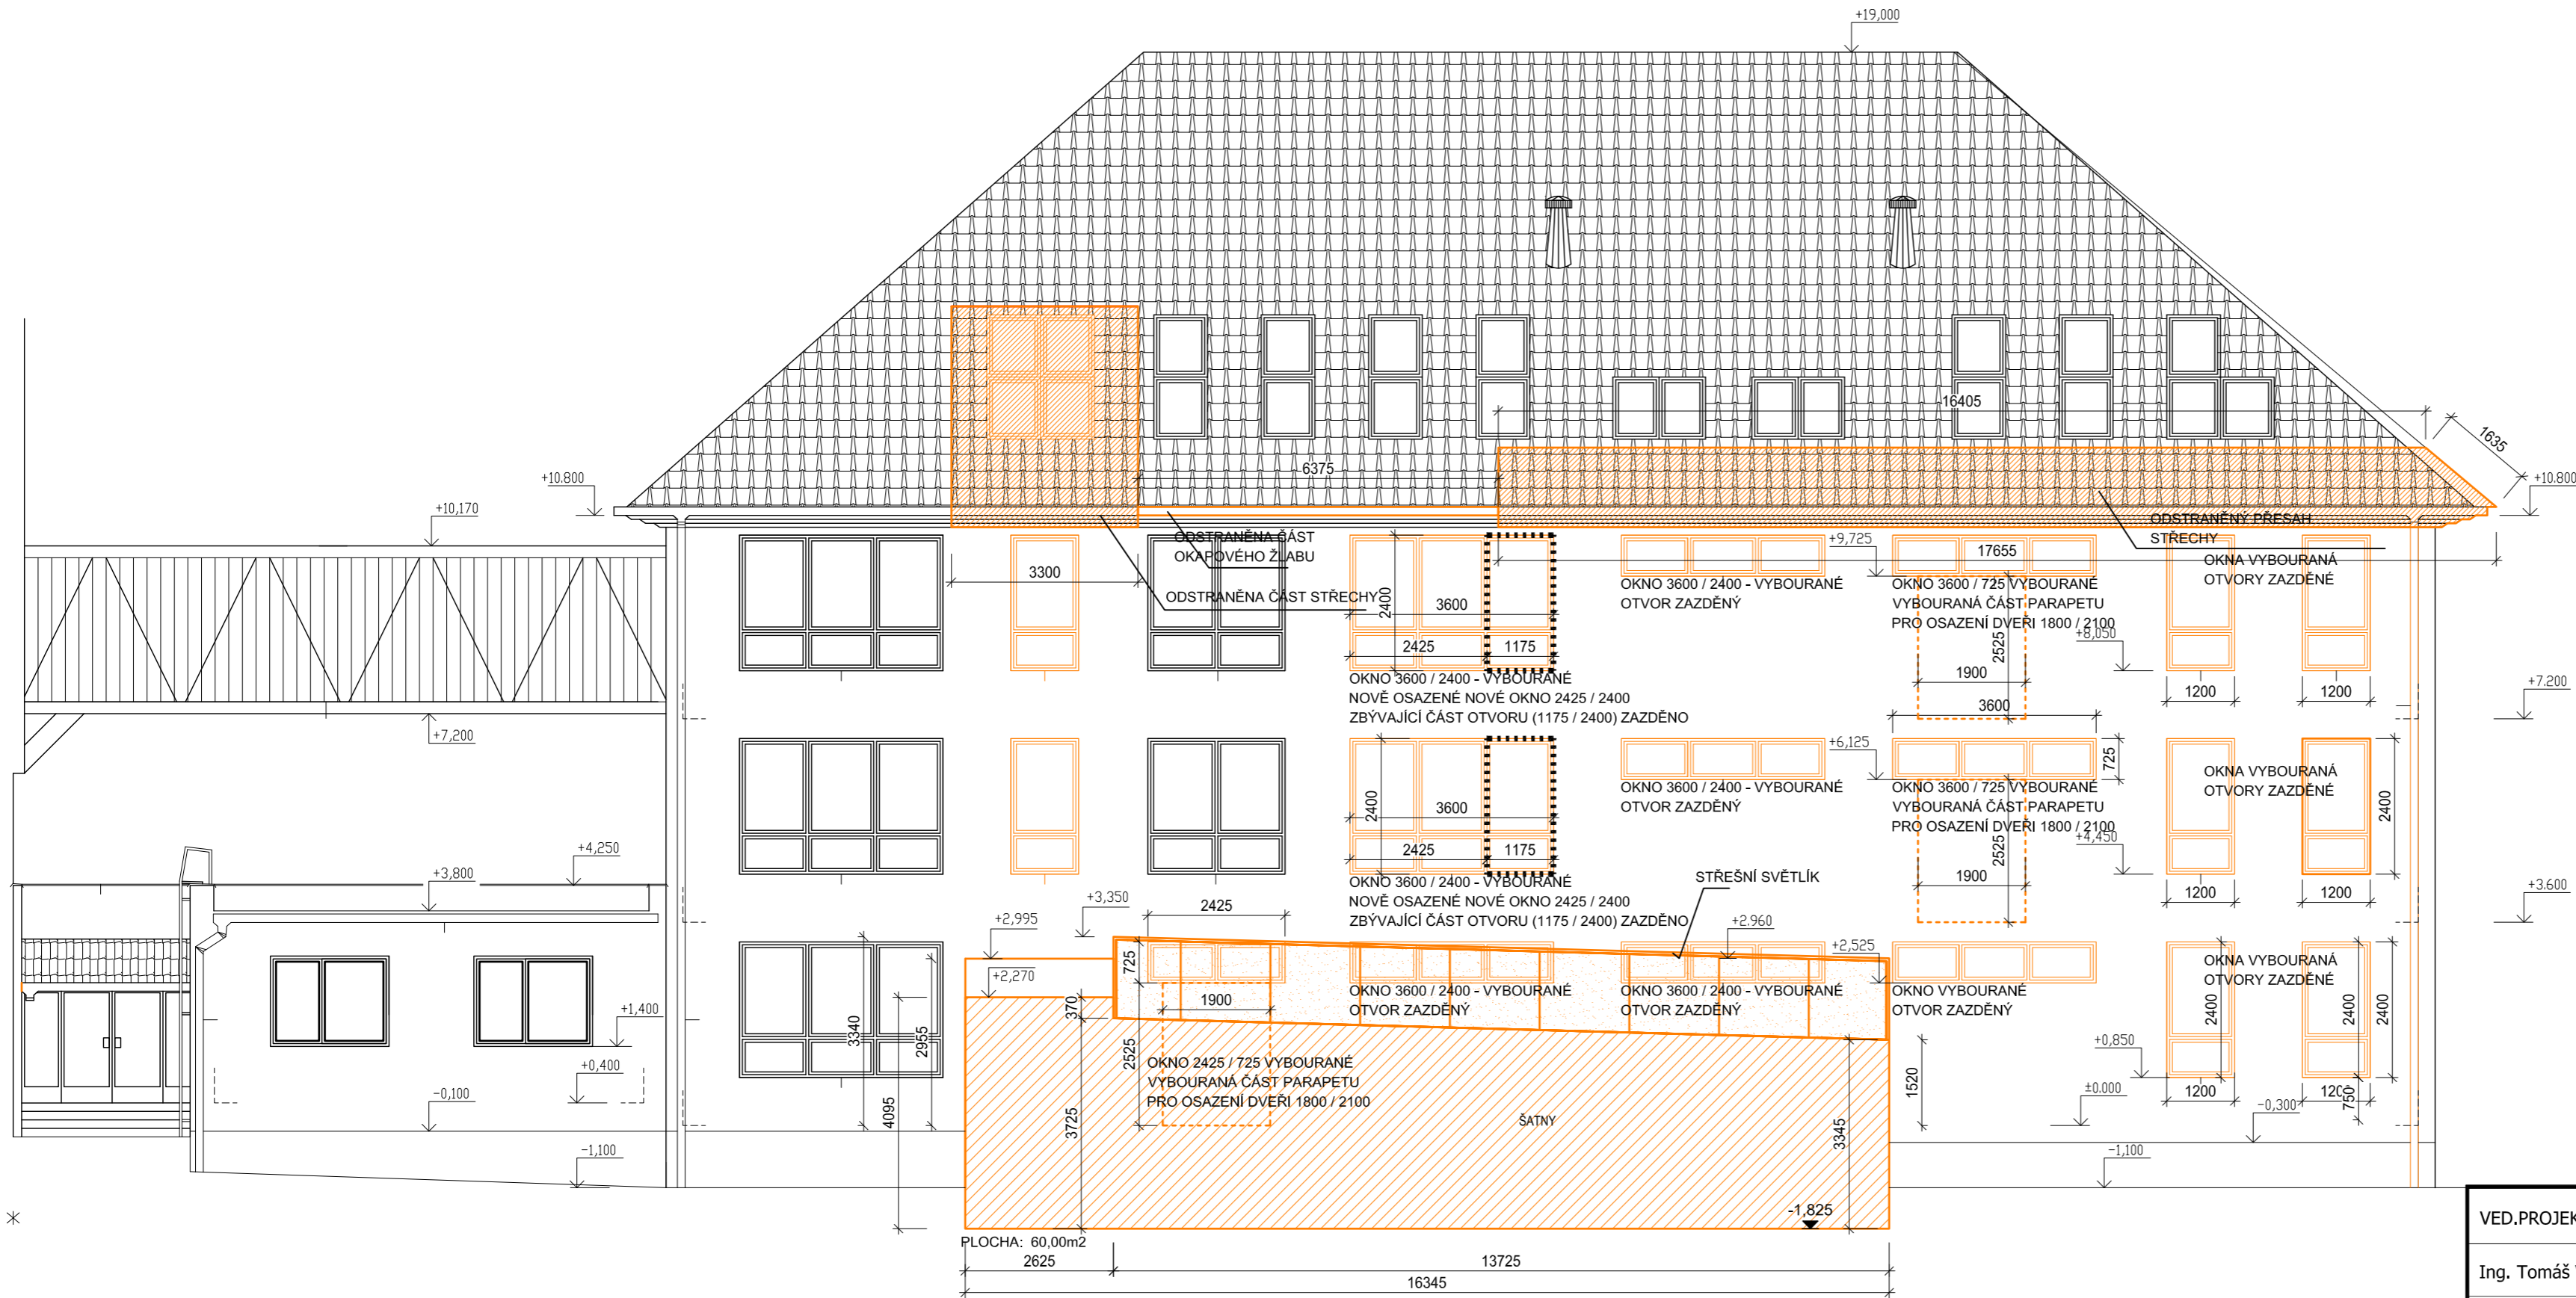 +19,000
16405
1635
6375
+10.800
+10.800
+10,170
ODSTRANĚNA ČÁST
OKAPOVÉHO ŽLABU
ODSTRANĚNÝ PŘESAH
STŘECHY
3300
ODSTRANĚNA ČÁST STŘECHY
+9,725
17655
OKNA VYBOURANÁ
OTVORY ZAZDĚNÉ
OKNO 3600 / 2400 - VYBOURANÉ
OTVOR ZAZDĚNÝ
OKNO 3600 / 725 VYBOURANÉ
VYBOURANÁ ČÁST PARAPETU
PRO OSAZENÍ DVEŘI 1800 / 2100
2400
3600
2425
1175
2525
+8,050
1900
3600
1200
1200
+7.200
OKNO 3600 / 2400 - VYBOURANÉ
NOVĚ OSAZENÉ NOVÉ OKNO 2425 / 2400
ZBÝVAJÍCÍ ČÁST OTVORU (1175 / 2400) ZAZDĚNO
+7,200
+6,125
725
OKNA VYBOURANÁ
OTVORY ZAZDĚNÉ
OKNO 3600 / 2400 - VYBOURANÉ
OTVOR ZAZDĚNÝ
OKNO 3600 / 725 VYBOURANÉ
VYBOURANÁ ČÁST PARAPETU
PRO OSAZENÍ DVEŘI 1800 / 2100
2400
3600
2425
1175
2525
+4,450
2400
1900
1200
1200
+3.600
OKNO 3600 / 2400 - VYBOURANÉ
NOVĚ OSAZENÉ NOVÉ OKNO 2425 / 2400
ZBÝVAJÍCÍ ČÁST OTVORU (1175 / 2400) ZAZDĚNO
STŘEŠNÍ SVĚTLÍK
+4,250
+3,800
+3,350
2425
+2,995
+2.960
+2,525
+2,270
725
1900
370
OKNO 3600 / 2400 - VYBOURANÉ
OTVOR ZAZDĚNÝ
OKNO 3600 / 2400 - VYBOURANÉ
OTVOR ZAZDĚNÝ
OKNO VYBOURANÉ
OTVOR ZAZDĚNÝ
OKNA VYBOURANÁ
OTVORY ZAZDĚNÉ
2400
2400
2400
+1,400
3340
2955
2525
OKNO 2425 / 725 VYBOURANÉ
VYBOURANÁ ČÁST PARAPETU
PRO OSAZENÍ DVEŘI 1800 / 2100
+0,850
+0,400
1520
±0.000
1200
1200
750
-0,100
-0,300
4095
3725
ŠATNY
3345
-1,100
-1,100
-1,825
PLOCHA: 60,00m2
2625
13725
16345
VED.PROJEK
Ing. Tomáš